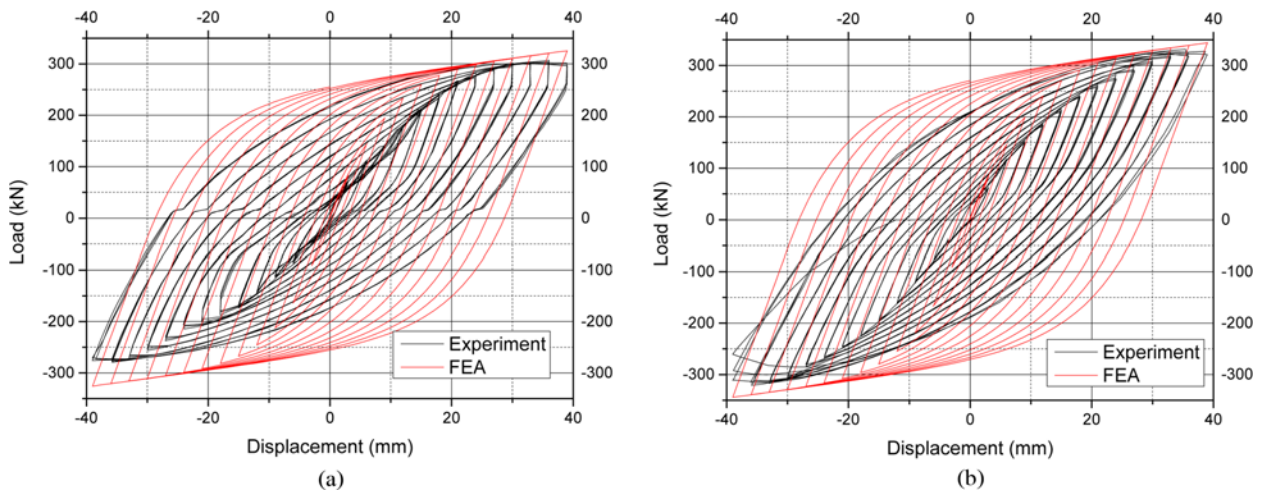 -40 -20 0 20 40
300 300
200 200
100 100
0 0
-100 -100
-200 -200
-300 -300
Load (kN)
Experiment
FEA
-40 -20 0 20 40
Displacement (mm)
(a)
-40 -20 0 20 40
300 300
200 200
100 100
0 0
-100 -100
-200 -200
-300 -300
Load (kN)
Experiment
FEA
-40 -20 0 20 40
Displacement (mm)
(b)